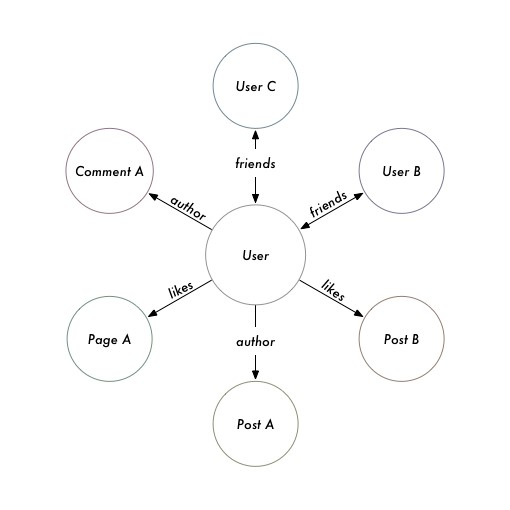 User C
friends
Comment A
User B
author
friends
User
likes
likes
Page A
author
Post B
Post A